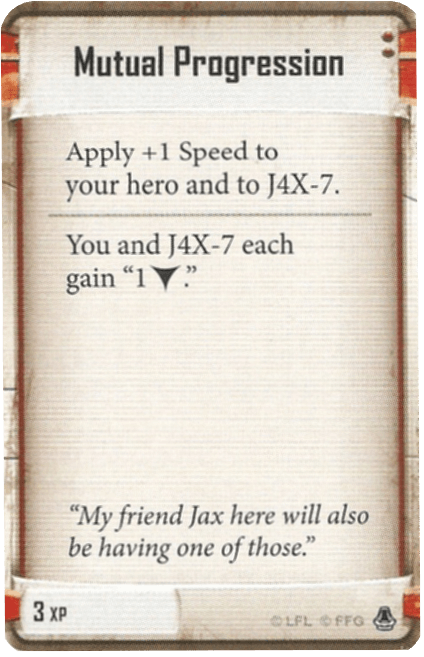 Mutual Progression
Apply +1 Speed to
your hero and to J4X-7.
You and J4X-7 each
gain “1 .”
“My friend Jax here will also
be having one of those.”
3 XP
© LFL © FFG